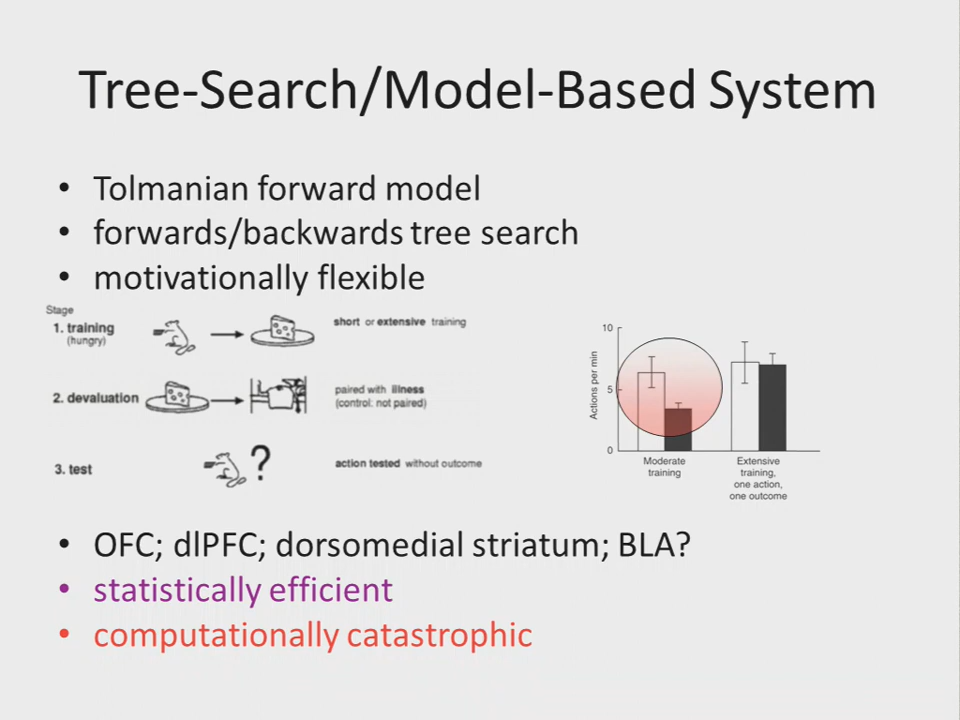 Tree-Search/Model-Based System
• Tolmanian forward model
• forwards/backwards tree search
• motivationally flexible
Stage
1. training
(hungry)
short or extensive training
2. devaluation
paired with illness
(control: not paired)
3. test
?
action tested without outcome
10
5
0
Actions per min
Moderate
training
Extensive
training,
one action,
one outcome
• OFC; dlPFC; dorsomedial striatum; BLA?
• statistically efficient
• computationally catastrophic